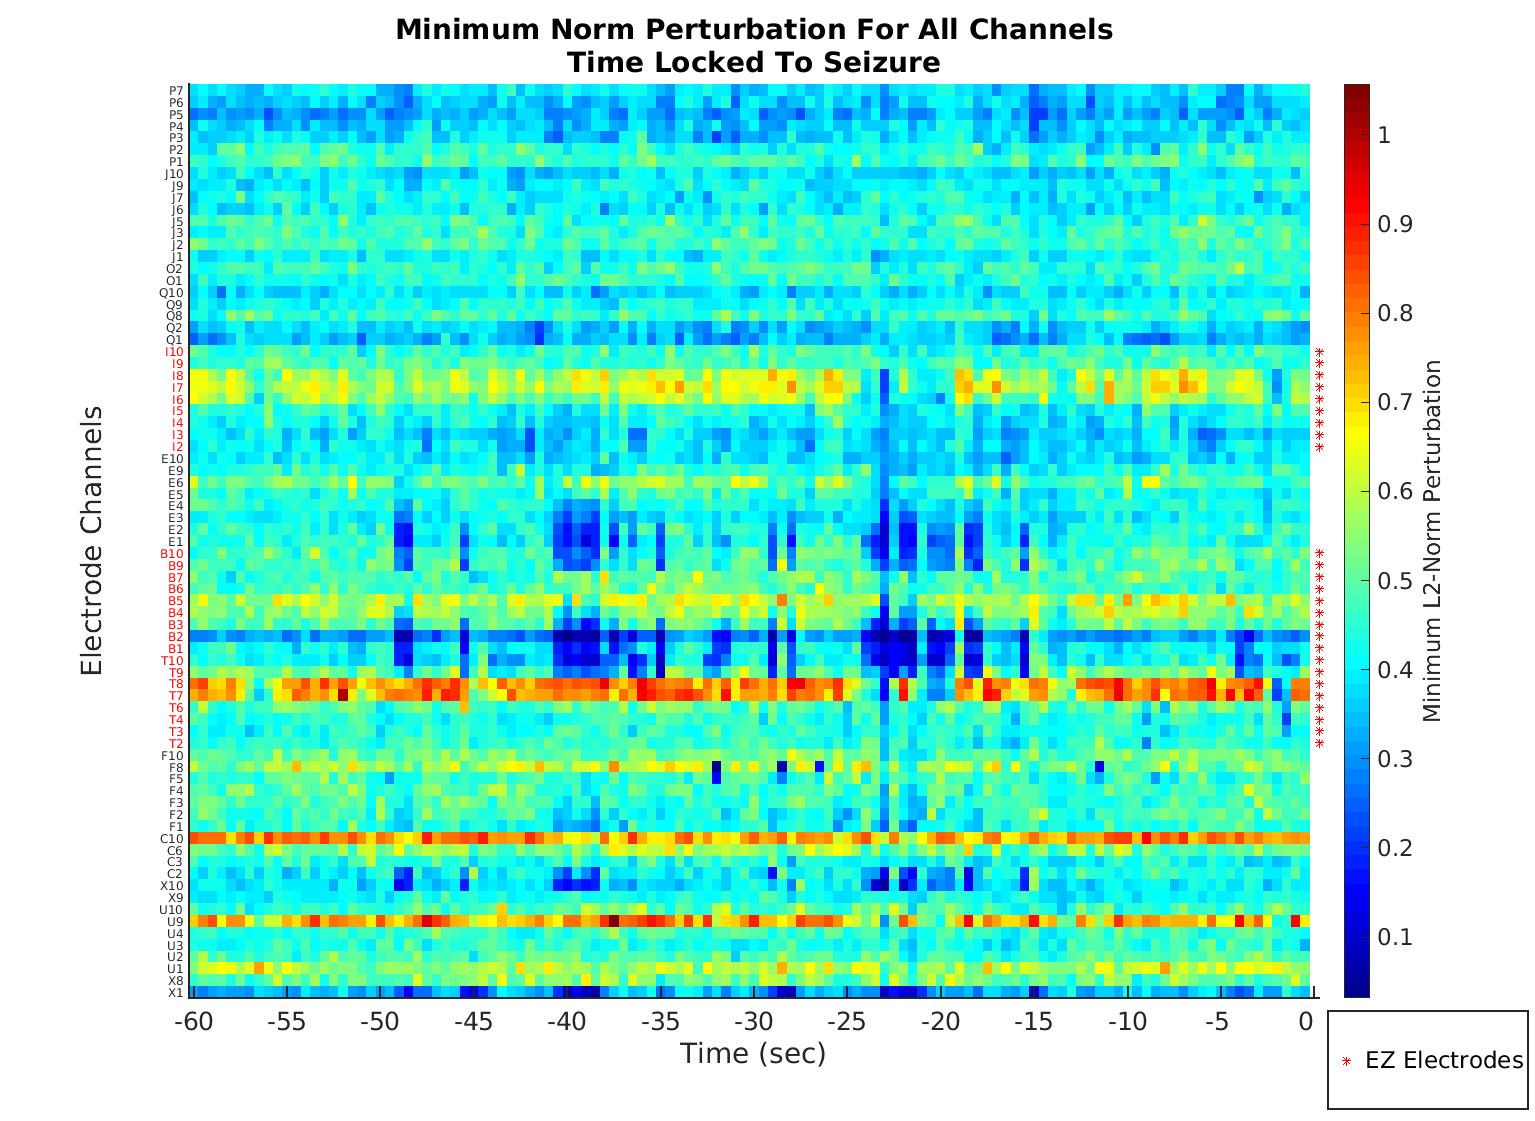 Minimum Norm Perturbation For All Channels
Time Locked To Seizure
Electrode Channels
P7
P6
P5
P4
P3
P2
P1
J10
J9
J7
J6
J5
J3
J2
J1
O2
O1
Q10
Q9
Q8
Q2
Q1
I10
I9
I8
I7
I6
I5
I4
I3
I2
E10
E9
E6
E5
E4
E3
E2
E1
B10
B9
B7
B6
B5
B4
B3
B2
B1
T10
T9
T8
T7
T6
T4
T3
T2
F10
F8
F5
F4
F3
F2
F1
C10
C6
C3
C2
X10
X9
U10
U9
U4
U3
U2
U1
X8
X1
-60 -55 -50 -45 -40 -35 -30 -25 -20 -15 -10 -5 0
Time (sec)
1
0.9
0.8
0.7
0.6
0.5
0.4
0.3
0.2
0.1
Minimum L2-Norm Perturbation
EZ Electrodes